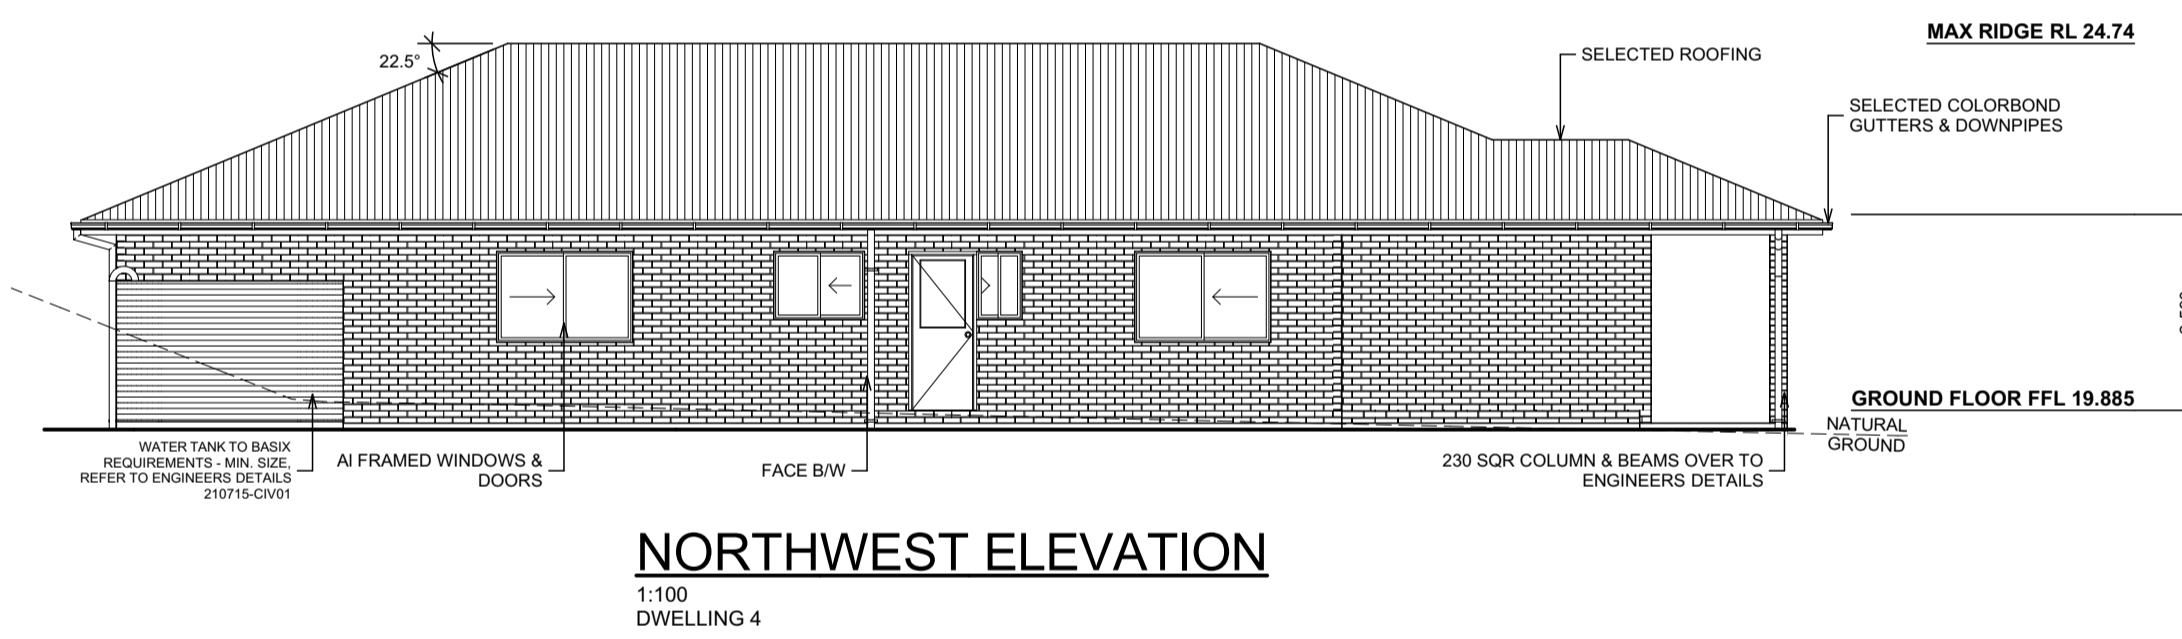 MAX RIDGE RL 24.74
22.5°
SELECTED ROOFING
SELECTED COLORBOND
GUTTERS & DOWNPIPES
GROUND FLOOR FFL 19.885
NATURAL
GROUND
WATER TANK TO BASIX
REQUIREMENTS - MIN. SIZE,
REFER TO ENGINEERS DETAILS
210715-CIV01
Al FRAMED WINDOWS &
DOORS
FACE B/W
230 SQR COLUMN & BEAMS OVER TO
ENGINEERS DETAILS
NORTHWEST ELEVATION
1:100
DWELLING 4